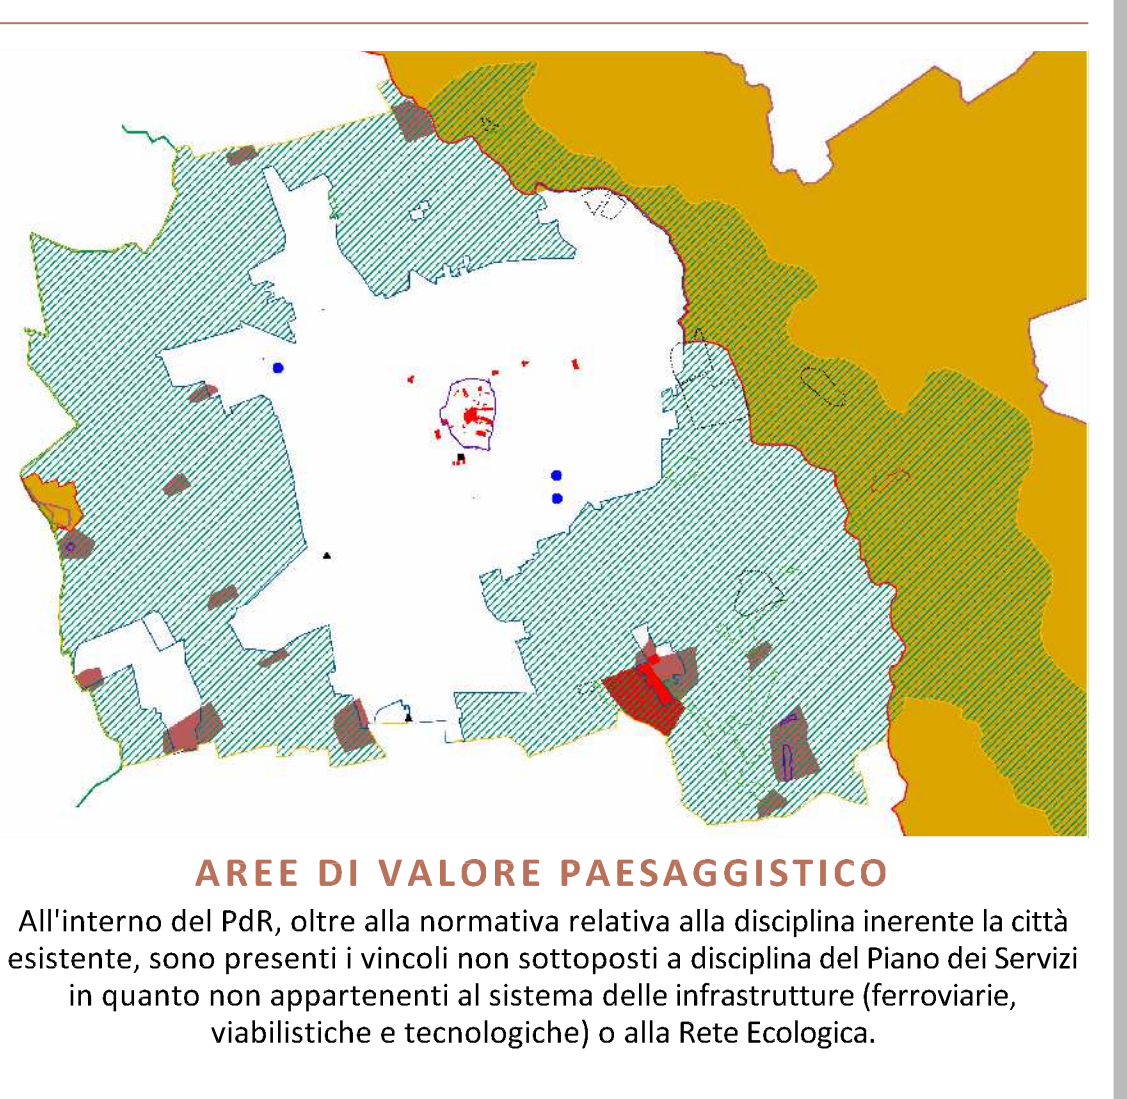 AREE DI VALORE PAESAGGISTICO
All'interno del PdR, oltre alla normativa relativa alla disciplina inerente la città
esistente, sono presenti i vincoli non sottoposti a disciplina del Piano dei Servizi
in quanto non appartenenti al sistema delle infrastrutture (ferroviarie,
viabilistiche e tecnologiche) o alla Rete Ecologica.